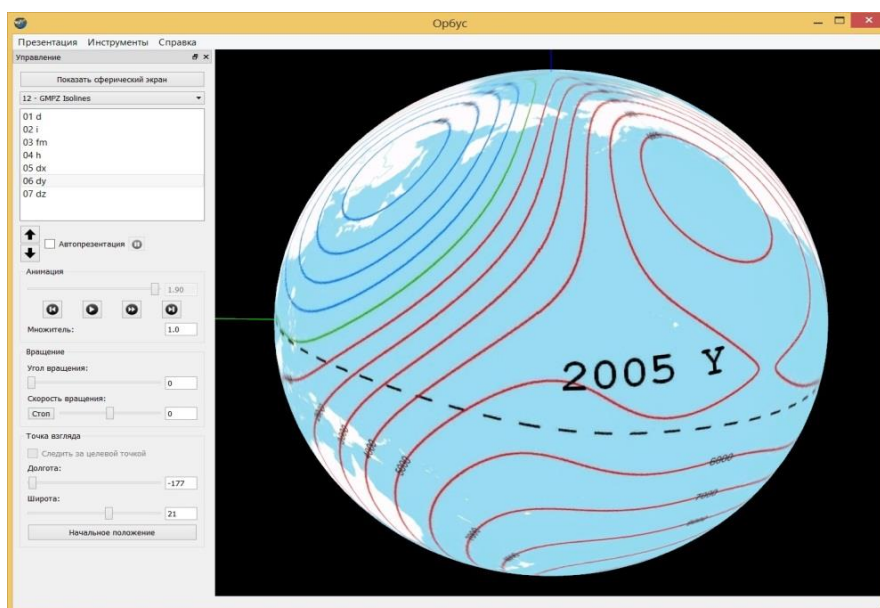 Орбус
Презентация Инструменты Справка
Управление
Показать сферический экран
12 - GMPZ Isolines
01 d
02 i
03 fm
04 h
05 dx
06 dy
07 dz
Автопрезентация
Анимация
1.90
Множитель: 1.0
Вращение
Угол вращения:
0
Скорость вращения:
Стоп 0
Точка взгляда
Следить за целевой точкой
Долгота:
-177
Широта:
21
Начальное положение
2005 Y
6000
7000